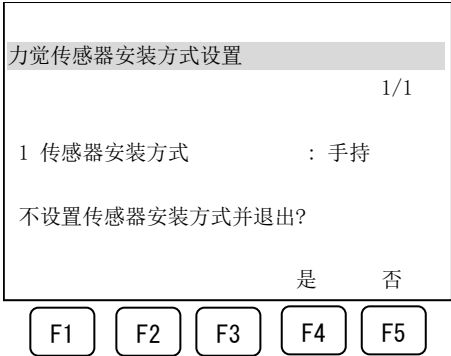 力觉传感器安装方式设置
1/1
1 传感器安装方式 : 手持
不设置传感器安装方式并退出?
是 否
F1 F2 F3 F4 F5